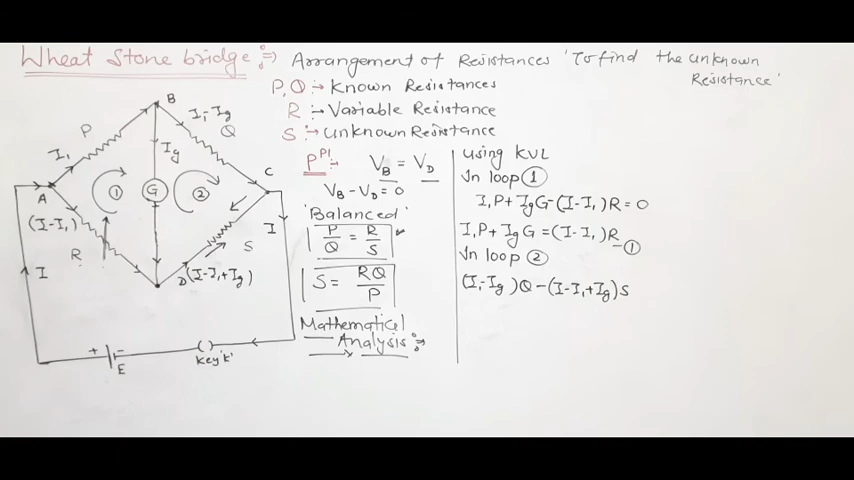 Wheat Stone bridge :⇒ Arrangement of Resistances 'To find the unknown
Resistance'
P, Q :→ Known Resistances
R :→ Variable Resistance
S :→ Unknown Resistance
B
P
I₁
I₁-Ig
Q
Ig
C
A
1
G
2
(I-I₁)
R
S
I
D
(I-I₁+Ig)
I
+ -
E
Key 'K'
PPl :→ VB = VD
VB - VD = 0
'Balanced'
P/Q = R/S
S = RQ/P
Mathematical
Analysis :⇒
Using KVL
In loop 1
I₁P + IgG - (I-I₁)R = 0
I₁P + IgG = (I-I₁)R — 1
In loop 2
(I₁-Ig)Q - (I-I₁+Ig)S